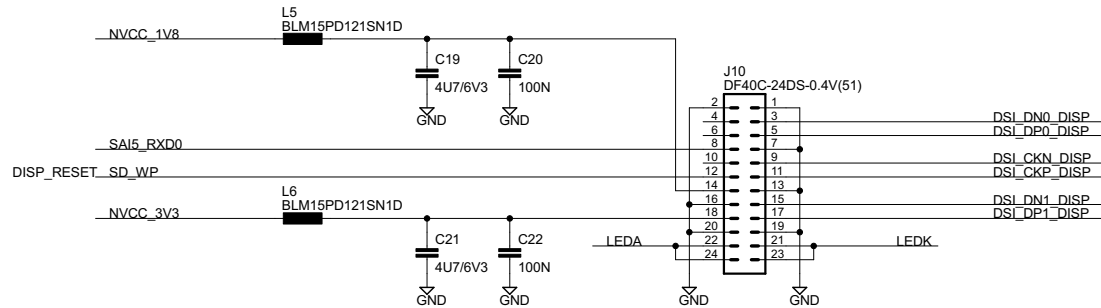 L5
BLM15PD121SN1D
NVCC_1V8
C19
4U7/6V3
GND
C20
100N
GND
J10
DF40C-24DS-0.4V(51)
2 1
4 3 DSI_DN0_DISP
6 5 DSI_DP0_DISP
SAI5_RXD0 8 7
10 9 DSI_CKN_DISP
DISP_RESET SD_WP 12 11 DSI_CKP_DISP
14 13
L6
BLM15PD121SN1D
16 15 DSI_DN1_DISP
NVCC_3V3 18 17 DSI_DP1_DISP
20 19
LEDA 22 21 LEDK
24 23
C21
4U7/6V3
GND
C22
100N
GND
GND
GND